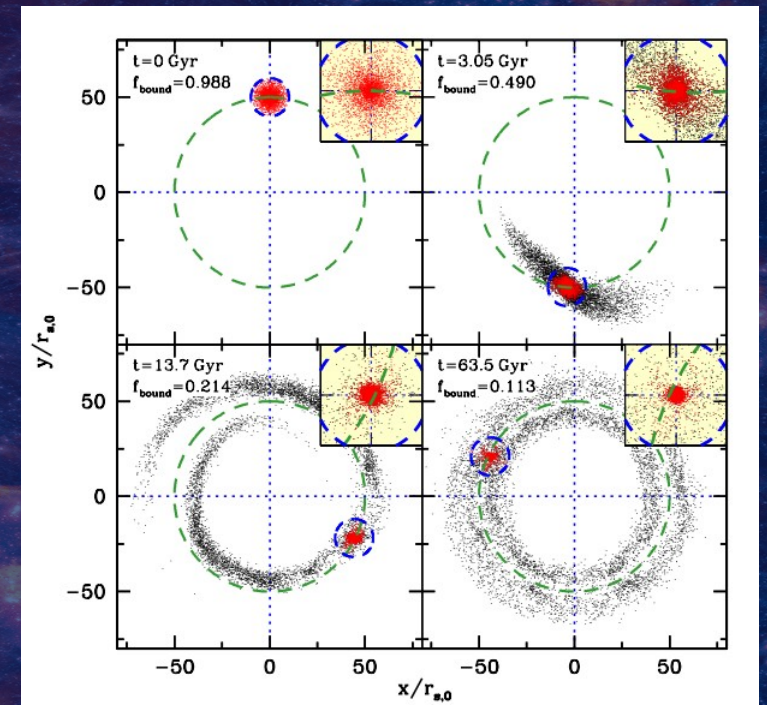 t=0 Gyr
f_bound=0.988
t=3.05 Gyr
f_bound=0.490
50
0
−50
y/r_s,0
t=13.7 Gyr
f_bound=0.214
t=63.5 Gyr
f_bound=0.113
50
0
−50
−50 0 50 −50 0 50
x/r_s,0